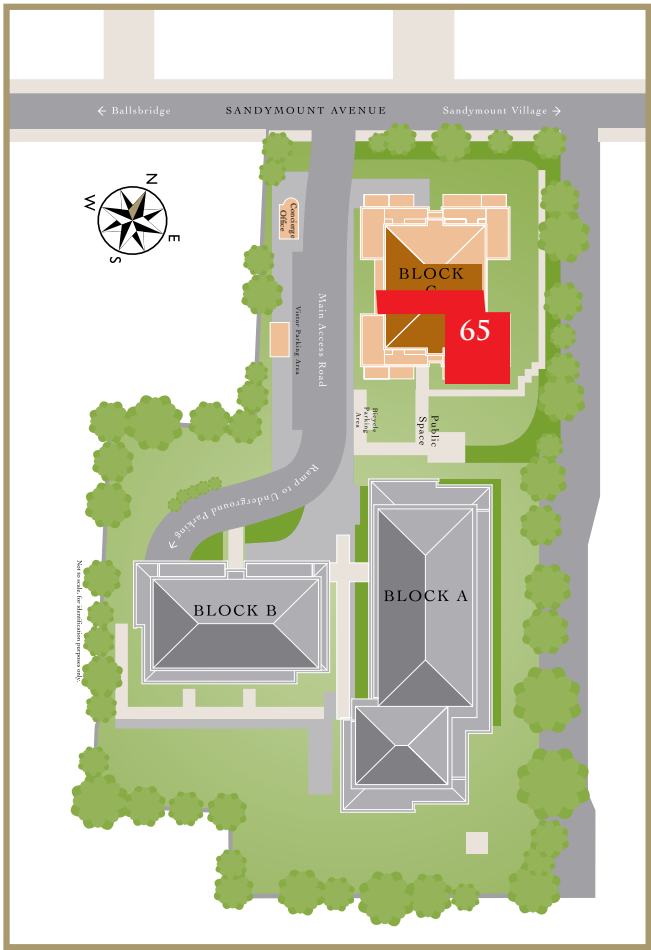 ← Ballsbridge
SANDYMOUNT AVENUE
Sandymount Village →
N
W
E
S
Concierge
Office
BLOCK
C
65
Main Access Road
Vistor Parking Area
Bicycle
Parking
Area
Public
Space
Ramp to Underground Parking
←
BLOCK A
BLOCK B
Not to scale, for identification purposes only.